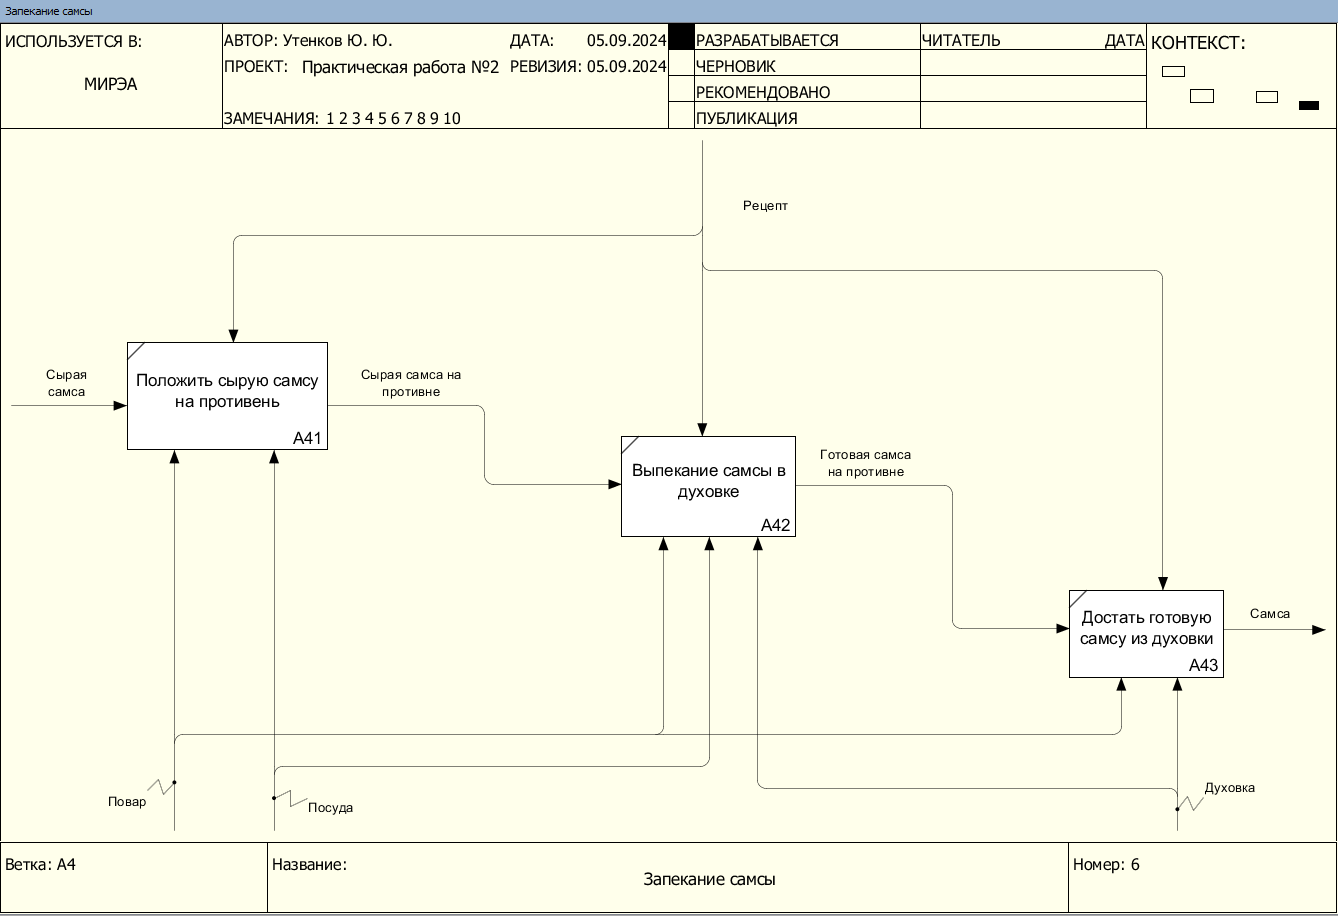 Запекание самсы
ИСПОЛЬЗУЕТСЯ В:
МИРЭА
АВТОР: Утенков Ю. Ю.
ДАТА: 05.09.2024
ПРОЕКТ: Практическая работа №2
РЕВИЗИЯ: 05.09.2024
ЗАМЕЧАНИЯ: 1 2 3 4 5 6 7 8 9 10
РАЗРАБАТЫВАЕТСЯ
ЧЕРНОВИК
РЕКОМЕНДОВАНО
ПУБЛИКАЦИЯ
ЧИТАТЕЛЬ
ДАТА
КОНТЕКСТ:
Рецепт
Сырая
самса
Положить сырую самсу
на противень
A41
Сырая самса на
противне
Выпекание самсы в
духовке
A42
Готовая самса
на противне
Достать готовую
самсу из духовки
A43
Самса
Повар
Посуда
Духовка
Ветка: A4
Название:
Запекание самсы
Номер: 6